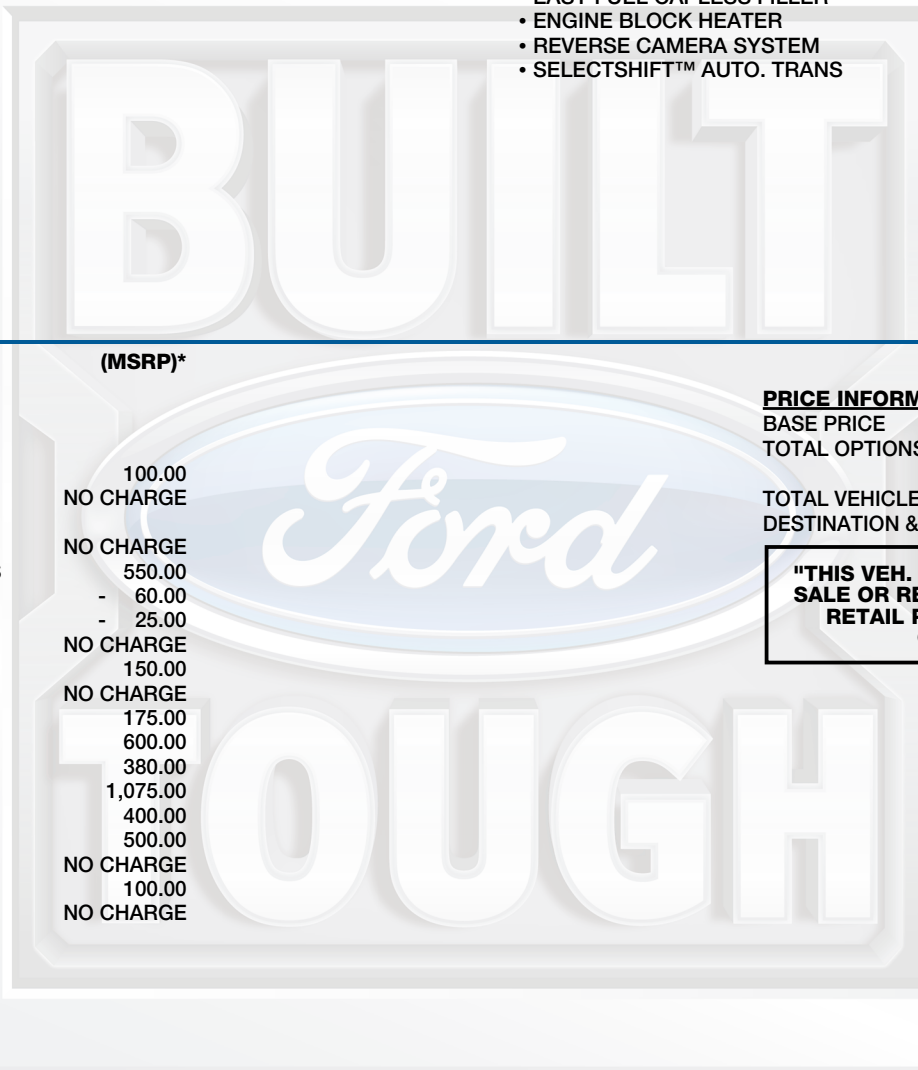 • ENGINE BLOCK HEATER
• REVERSE CAMERA SYSTEM
• SELECTSHIFT™ AUTO. TRANS
BUILT
(MSRP)*
100.00
NO CHARGE
NO CHARGE
550.00
- 60.00
- 25.00
NO CHARGE
150.00
NO CHARGE
175.00
600.00
380.00
1,075.00
400.00
500.00
NO CHARGE
100.00
NO CHARGE
Ford
TOUGH
PRICE INFORM
BASE PRICE
TOTAL OPTIONS
TOTAL VEHICLE
DESTINATION &
"THIS VEH.
SALE OR RE
RETAIL